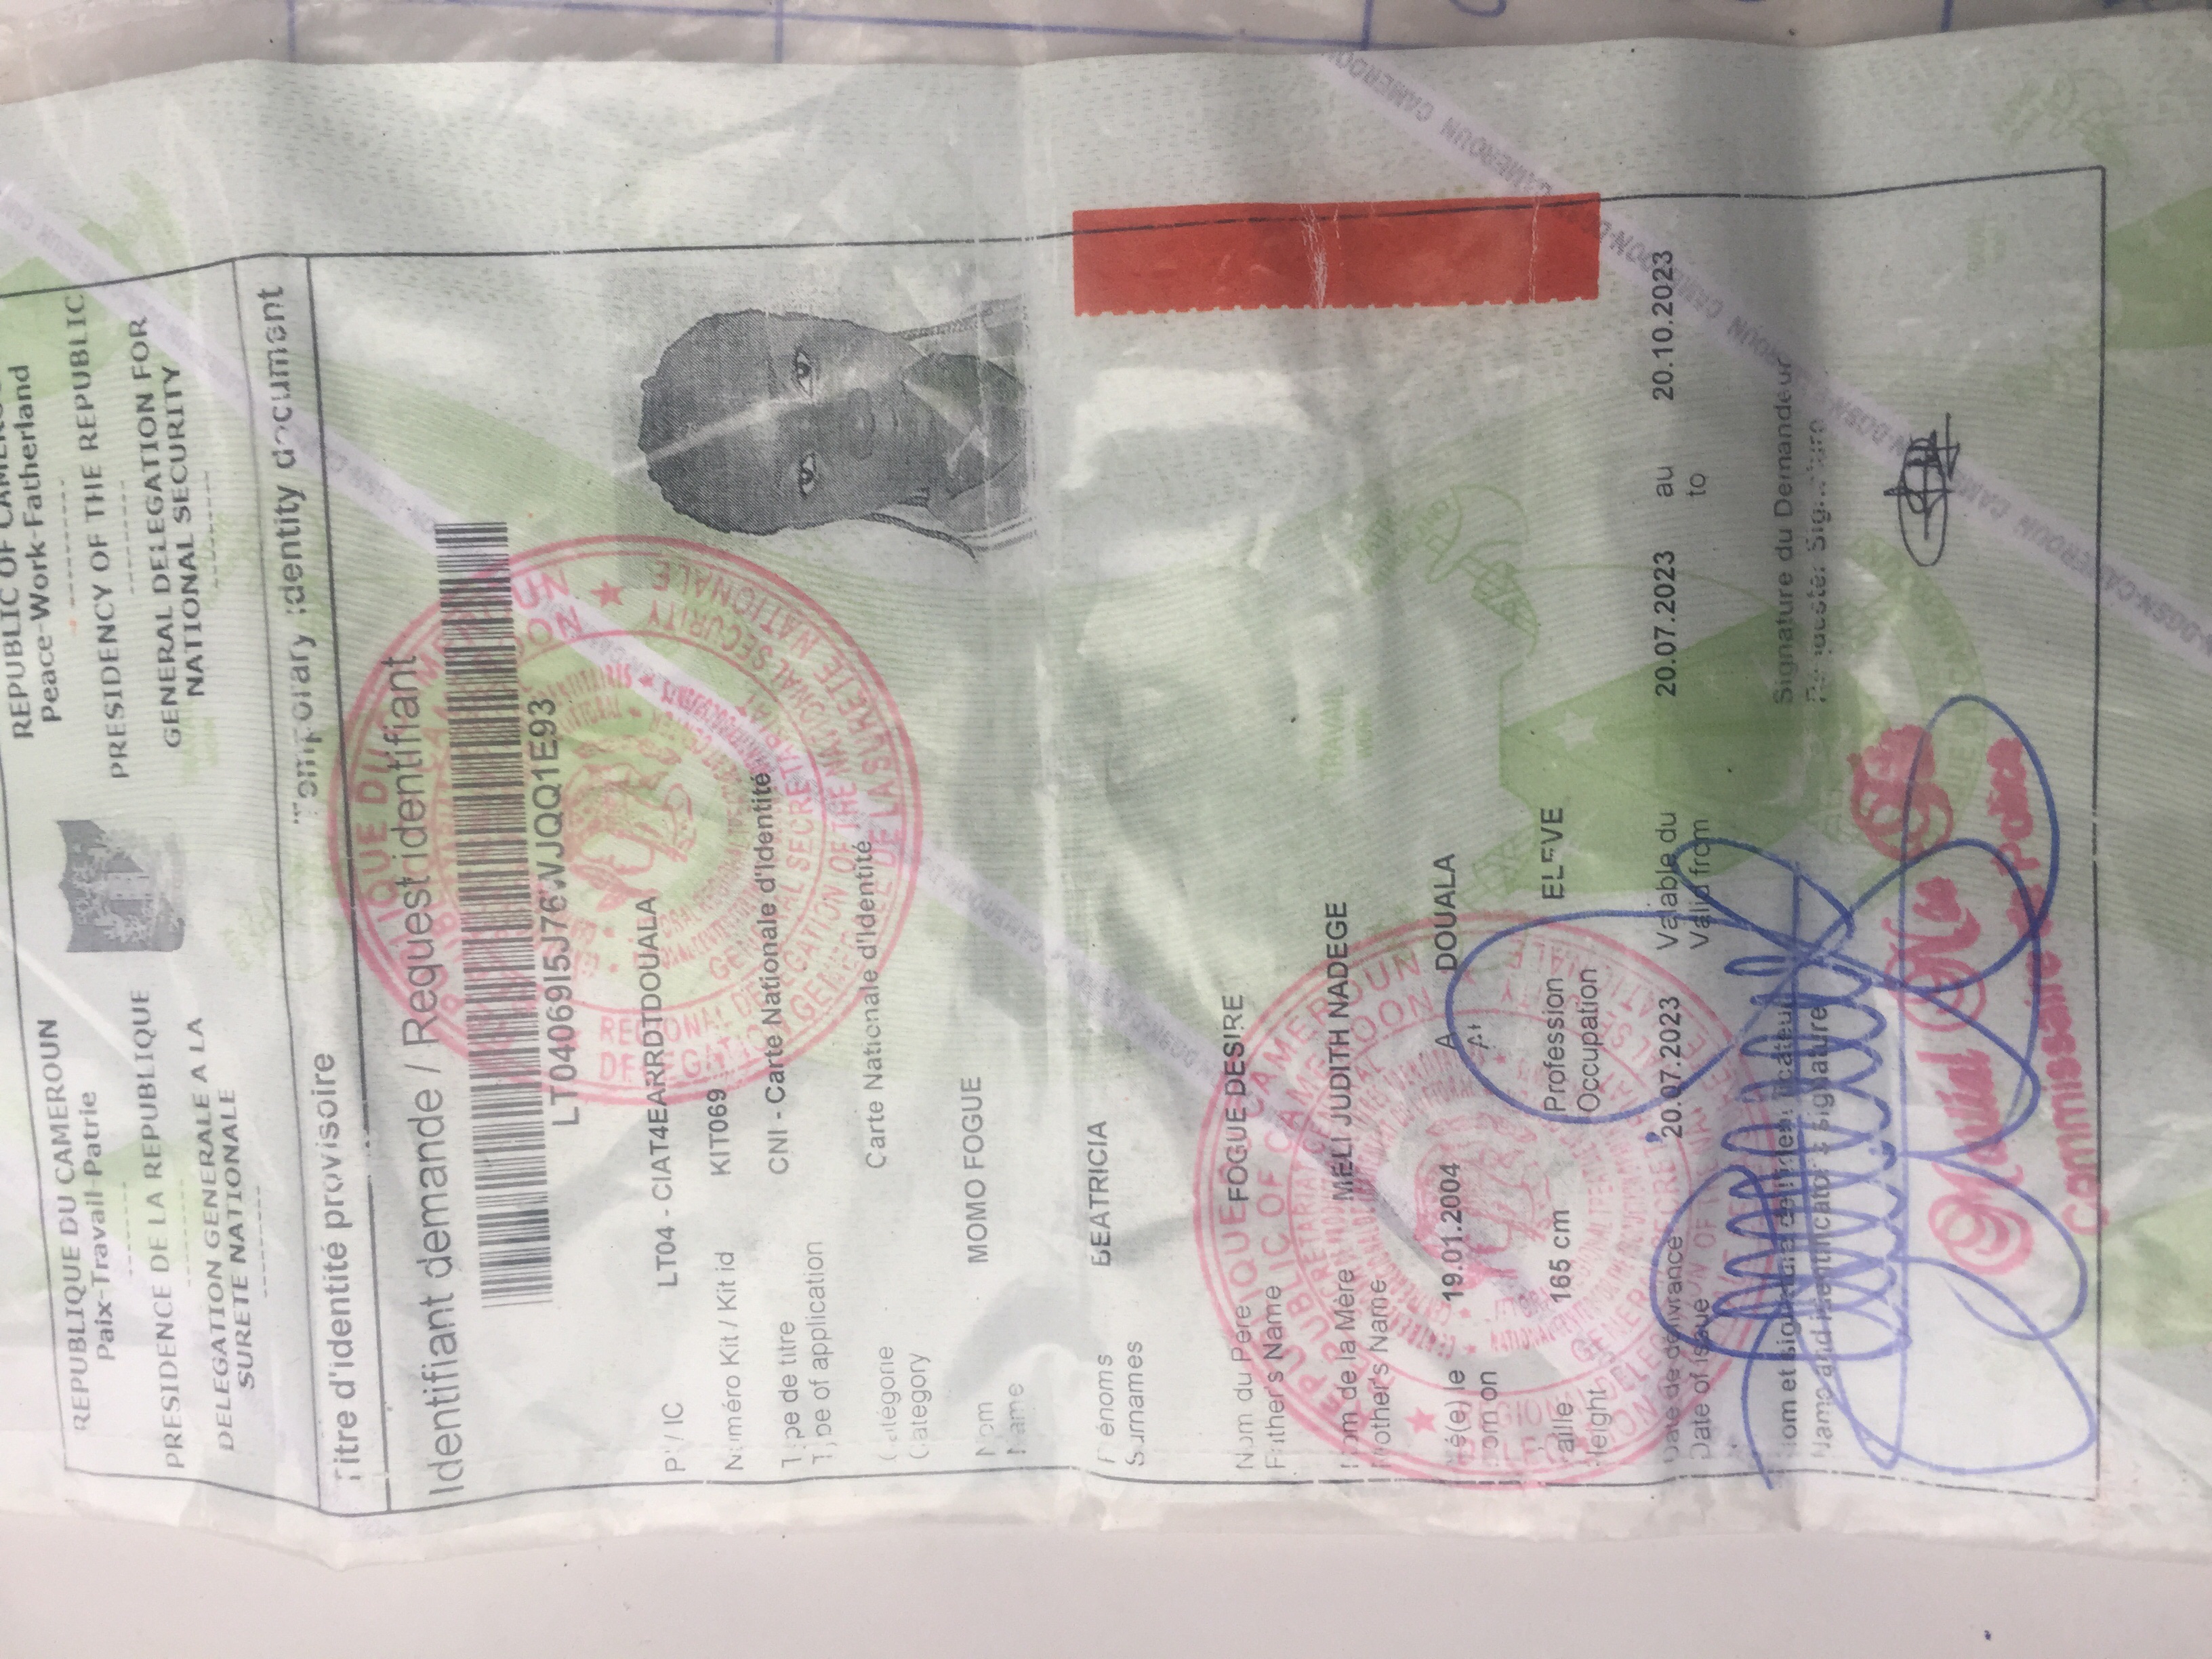 REPUBLIQUE DU CAMEROUN
Paix-Travail-Patrie
PRESIDENCE DE LA REPUBLIQUE
DELEGATION GENERALE A LA
SURETE NATIONALE
REPUBLIC OF
Peace-Work-Fatherland
PRESIDENCY OF THE REPUBLIC
GENERAL DELEGATION FOR
NATIONAL SECURITY
Titre d'identité provisoire
Temporary identity document
Identifiant demande / Request identifiant
LT04069I5J76WJQQ1E93
/ IC LT04 - CIAT4EARRDTDOUALA
Numéro Kit / Kit id KIT069
Type de titre CNI - Carte Nationale d'Identité
Type of application
Catégorie Carte Nationale d'Identité
Category
Nom MOMO FOGUE
Name
Prénoms BEATRICIA
Surnames
Nom du Père FOGUE DESIRE
Father's Name
Nom de la Mère MELI JUDITH NADEGE
Mother's Name
Né(e) le 19.01.2004 A DOUALA
Born on At
Taille 165 cm Profession ELEVE
Height Occupation
Date de délivrance 20.07.2023 Valable du 20.07.2023 au 20.10.2023
Date of issue Valid from to
Nom et signature de l'identificateur Signature du Demandeur
Name and identificator's signature Requester Signature
Martial
Commissaire de Police
REPUBLIQUE DU CAMEROUN
REPUBLIC OF CAMEROON
GENERAL SECRETARIAT
REGIONAL DELEGATION OF THE NATIONAL SECURITY
DE LA SURETE NATIONALE
TRAVAIL